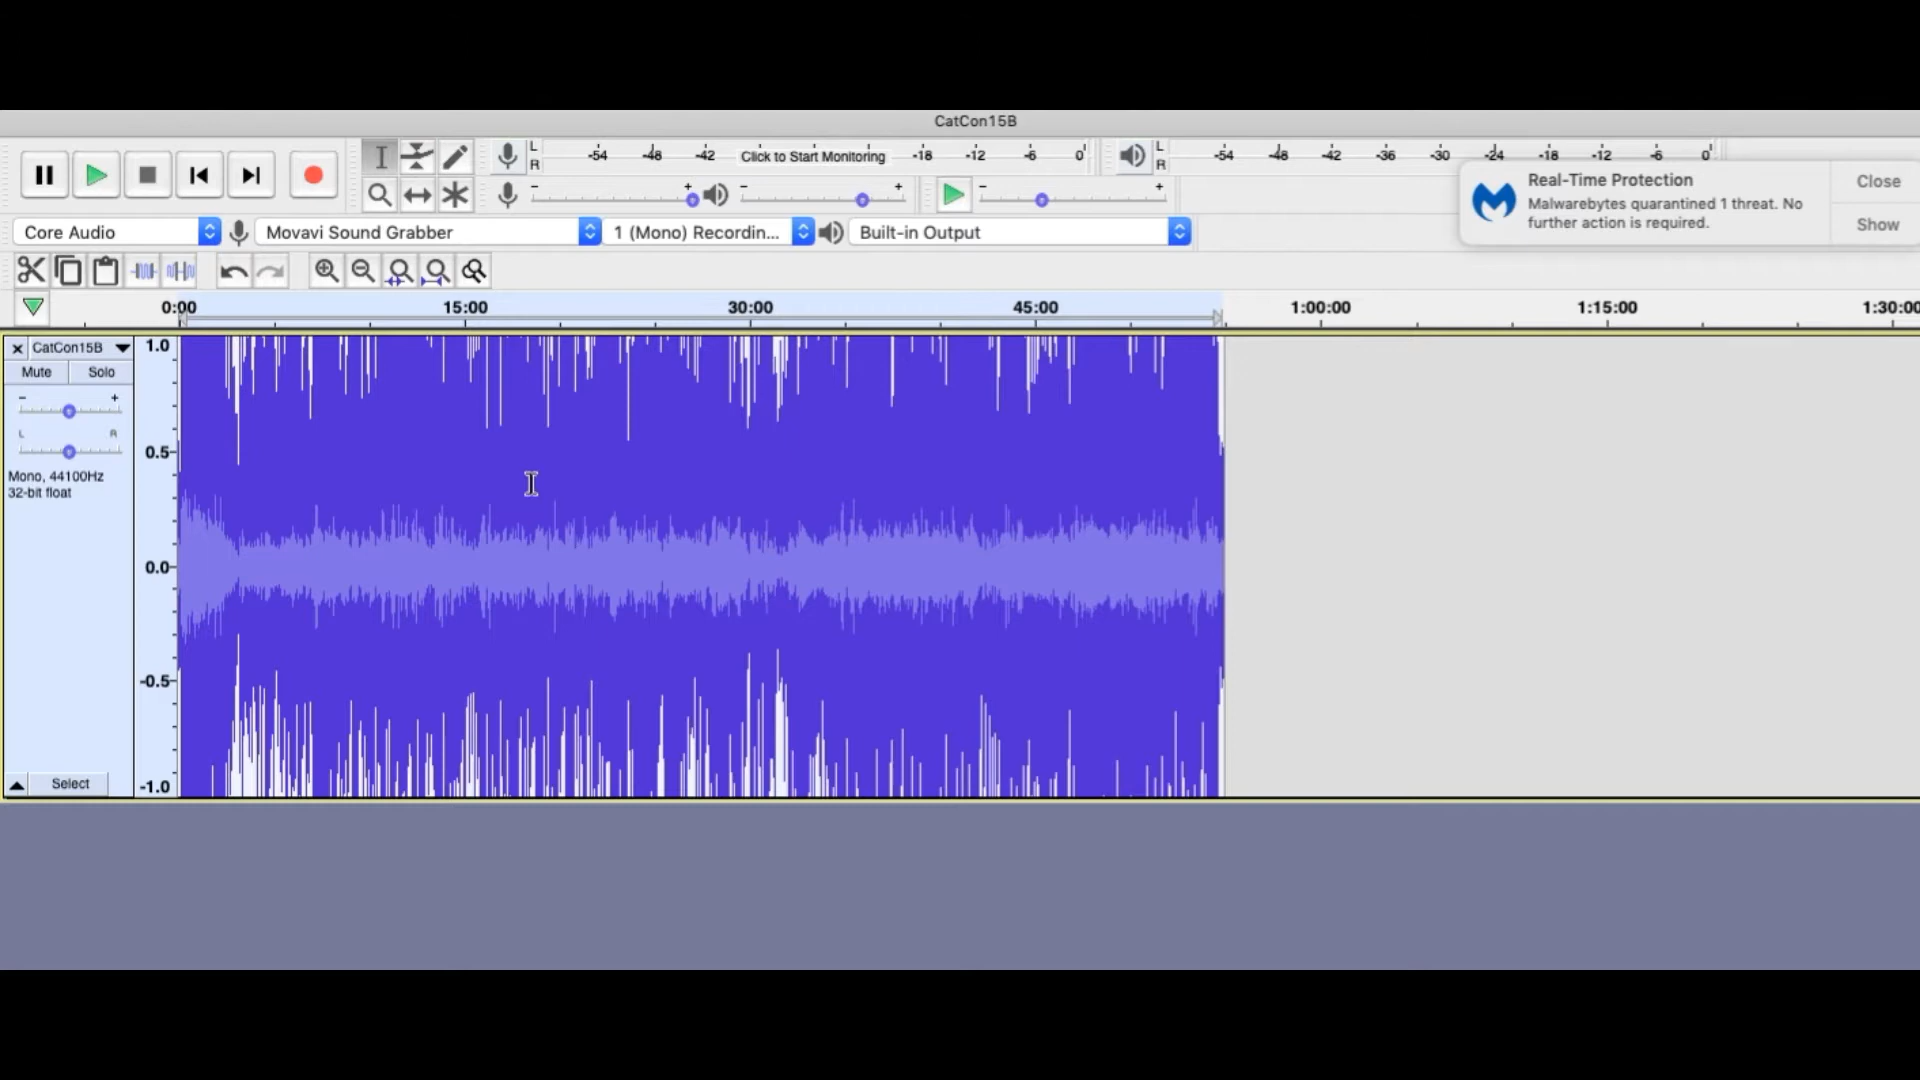 CatCon15B
L
R
-54 -48 -42 Click to Start Monitoring -18 -12 -6 0
L
R
-54 -48 -42 -36 -30 -24 -18 -12 -6 0
- +
- +
- +
Real-Time Protection
Malwarebytes quarantined 1 threat. No
further action is required.
Close
Show
Core Audio
Movavi Sound Grabber
1 (Mono) Recordin...
Built-in Output
0:00 15:00 30:00 45:00 1:00:00 1:15:00 1:30:00
CatCon15B
Mute Solo
- +
L R
Mono, 44100Hz
32-bit float
Select
1.0
0.5
0.0
-0.5
-1.0